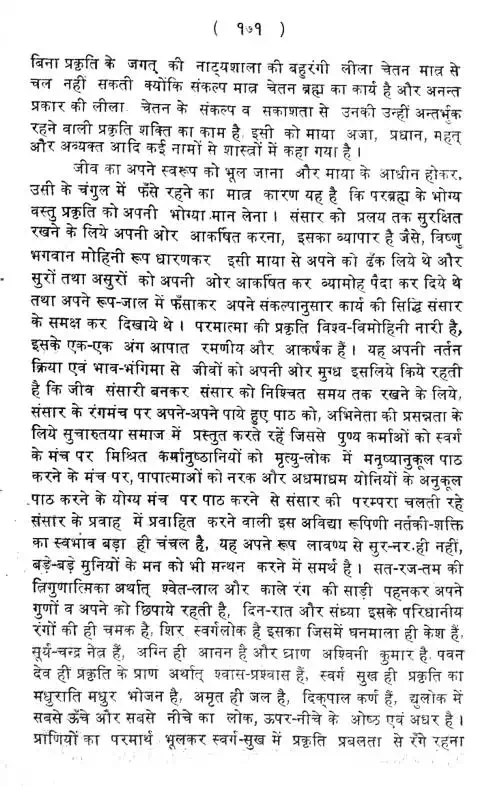 ( १७१ )
बिना प्रकृति के जगत् की नाट्यशाला की बहुरंगी लीला चेतन मात्र से
चल नहीं सकती क्योंकि संकल्प मात्र चेतन ब्रह्म का कार्य है और अनन्त
प्रकार की लीला चेतन के संकल्प व सकाशता से उनकी उन्हीं अन्तर्भुक
रहने वाली प्रकृति शक्ति का काम है, इसी को माया अजा, प्रधान, महत्
और अव्यक्त आदि कई नामों से शास्त्रों में कहा गया है।
जीव का अपने स्वरूप को भूल जाना और माया के आधीन होकर,
उसी के चंगुल में फँसे रहने का मात्र कारण यह है कि परब्रह्म के भोग्य
वस्तु प्रकृति को अपनी भोग्या मान लेना। संसार को प्रलय तक सुरक्षित
रखने के लिये अपनी ओर आकर्षित करना, इसका व्यापार है जैसे, विष्णु
भगवान मोहिनी रूप धारणकर इसी माया से अपने को ढँक लिये थे और
सुरों तथा असुरों को अपनी ओर आकर्षित कर व्यामोह पैदा कर दिये थे
तथा अपने रूप-जाल में फँसाकर अपने संकल्पानुसार कार्य की सिद्धि संसार
के समक्ष कर दिखाये थे। परमात्मा की प्रकृति विश्व-विमोहिनी नारी है,
इसके एक-एक अंग आपात रमणीय और आकर्षक हैं। यह अपनी नर्तन
क्रिया एवं भाव-भंगिमा से जीवों को अपनी ओर मुग्ध इसलिये किये रहती
है कि जीव संसारी बनकर संसार को निश्चित समय तक रखने के लिये,
संसार के रंगमंच पर अपने-अपने पाये हुए पाठ को, अभिनेता की प्रसन्नता के
लिये सुचारुतया समाज में प्रस्तुत करते रहें जिससे पुण्य कर्माओं को स्वर्ग
के मंच पर मिश्रित कर्मानुष्ठानियों को मृत्यु-लोक में मनुष्यानुकूल पाठ
करने के मंच पर, पापात्माओं को नरक और अधमाधम योनियों के अनुकूल
पाठ करने के योग्य मंच पर पाठ करने से संसार की परम्परा चलती रहे
संसार के प्रवाह में प्रवाहित करने वाली इस अविद्या रूपिणी नर्तकी-शक्ति
का स्वभाव बड़ा ही चंचल है, यह अपने रूप लावण्य से सुर-नर ही नहीं,
बड़े-बड़े मुनियों के मन को भी मन्थन करने में समर्थ है। सत-रज-तम की
त्रिगुणात्मिका अर्थात् श्वेत-लाल और काले रंग की साड़ी पहनकर अपने
गुणों व अपने को छिपाये रहती है, दिन-रात और संध्या इसके परिधानीय
रंगों की ही चमक है, शिर स्वर्गलोक है इसका जिसमें घनमाला ही केश हैं,
सूर्य-चन्द्र नेत्र हैं, अग्नि ही आनन है और घ्राण अश्विनी कुमार है, पवन
देव ही प्रकृति के प्राण अर्थात् श्वास-प्रश्वास हैं, स्वर्ग सुख ही प्रकृति का
मधुराति मधुर भोजन है, अमृत ही जल है, दिक्पाल कर्ण हैं, द्युलोक में
सबसे ऊँचे और सबसे नीचे का लोक, ऊपर-नीचे के ओष्ठ एवं अधर है।
प्राणियों का परमार्थ भूलकर स्वर्ग-सुख में प्रकृति प्रबलता से रँगे रहना